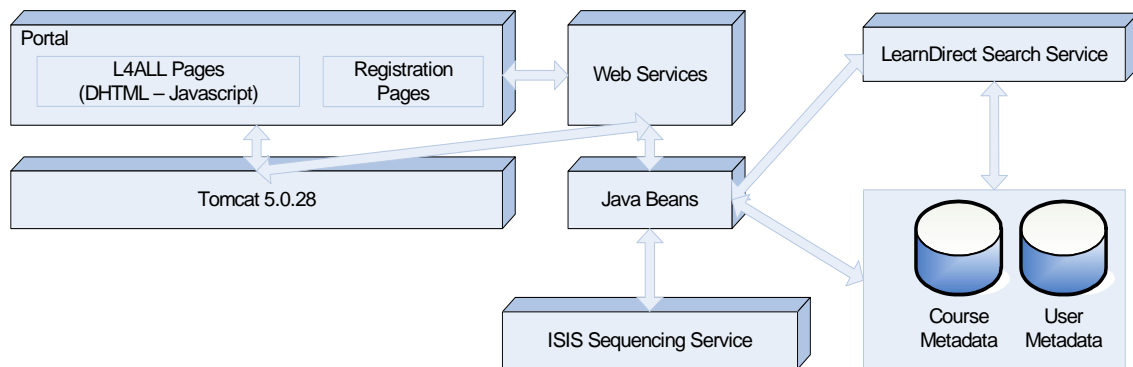 Portal
L4ALL Pages
(DHTML – Javascript)
Registration
Pages
Web Services
LearnDirect Search Service
Tomcat 5.0.28
Java Beans
ISIS Sequencing Service
Course
Metadata
User
Metadata